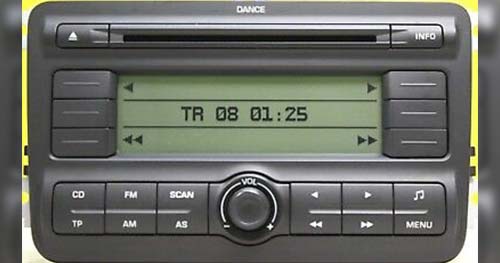 DANCE
INFO
TR 08 01:25
CD FM SCAN VOL
TP AM AS - + MENU